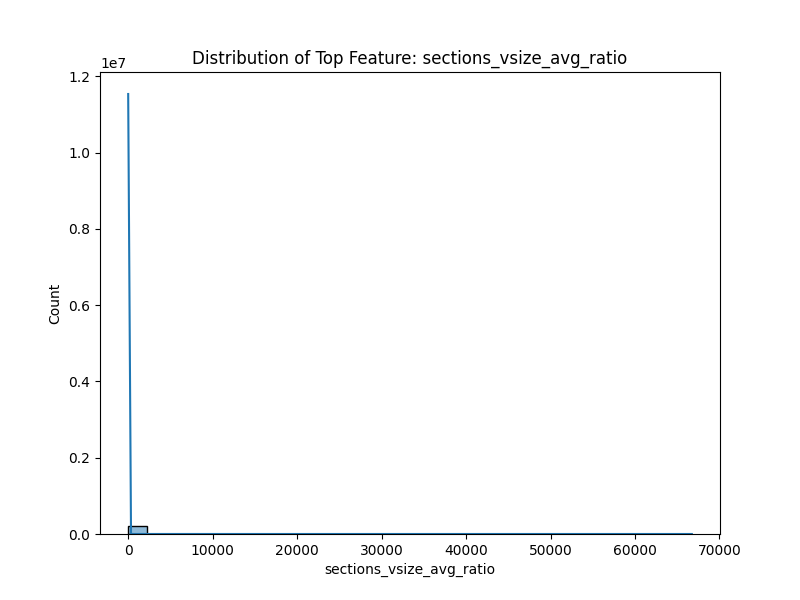 Distribution of Top Feature: sections_vsize_avg_ratio
1e7
1.2
1.0
0.8
0.6
0.4
0.2
0.0
Count
0 10000 20000 30000 40000 50000 60000 70000
sections_vsize_avg_ratio